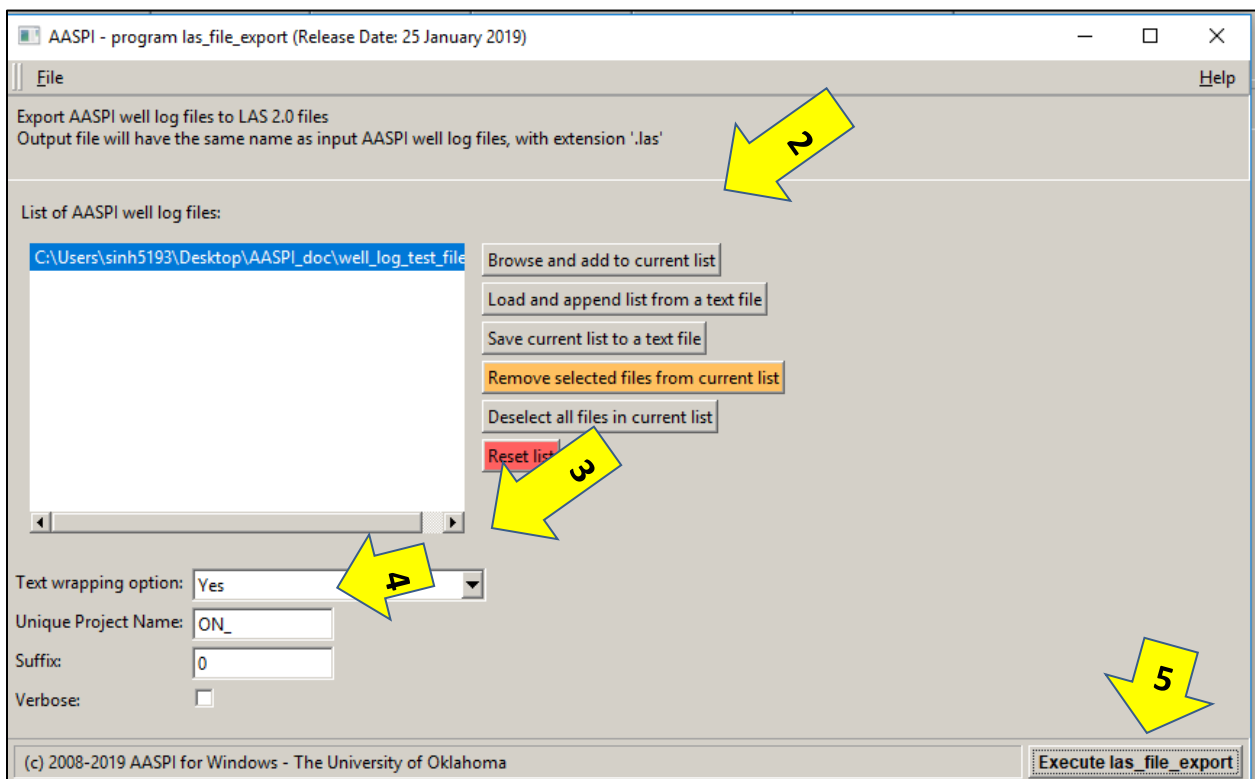 AASPI - program las_file_export (Release Date: 25 January 2019)
File Help
Export AASPI well log files to LAS 2.0 files
Output file will have the same name as input AASPI well log files, with extension '.las'
2
List of AASPI well log files:
C:\Users\sinh5193\Desktop\AASPI_doc\well_log_test_file
Browse and add to current list
Load and append list from a text file
Save current list to a text file
Remove selected files from current list
Deselect all files in current list
Reset list
3
Text wrapping option: Yes
4
Unique Project Name: ON_
Suffix: 0
Verbose:
5
(c) 2008-2019 AASPI for Windows - The University of Oklahoma
Execute las_file_export